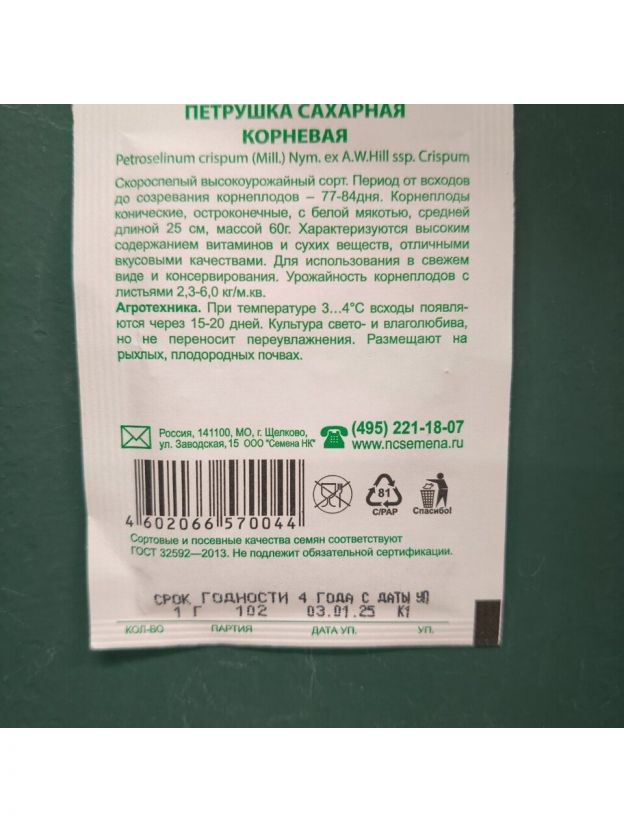 ПЕТРУШКА САХАРНАЯ
КОРНЕВАЯ
Petroselinum crispum (Mill.) Nym. ex A.W.Hill ssp. Crispum
Скороспелый высокоурожайный сорт. Период от всходов
до созревания корнеплодов – 77-84дня. Корнеплоды
конические, остроконечные, с белой мякотью, средней
длиной 25 см, массой 60г. Характеризуются высоким
содержанием витаминов и сухих веществ, отличными
вкусовыми качествами. Для использования в свежем
виде и консервирования. Урожайность корнеплодов с
листьями 2,3-6,0 кг/м.кв.
Агротехника. При температуре 3...4°С всходы появля-
ются через 15-20 дней. Культура свето- и влаголюбива,
но не переносит переувлажнения. Размещают на
рыхлых, плодородных почвах.
Россия, 141100, МО, г. Щелково,
ул. Заводская, 15 ООО "Семена НК"
(495) 221-18-07
www.ncsemena.ru
4 602066 570044
81
C/PAP
Спасибо!
Сортовые и посевные качества семян соответствуют
ГОСТ 32592—2013. Не подлежит обязательной сертификации.
СРОК ГОДНОСТИ 4 ГОДА С ДАТЫ УП
1 Г 102 03.01.25 К1
КОЛ-ВО ПАРТИЯ ДАТА УП. УП.